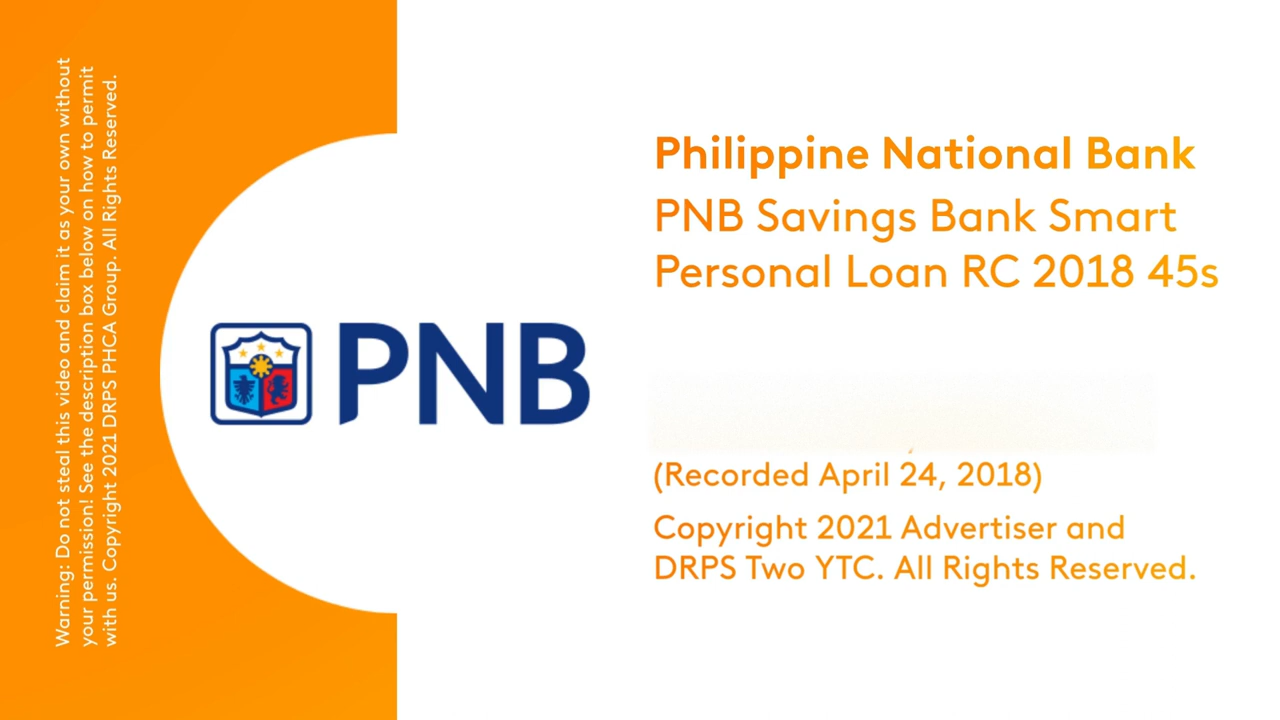 Warning: Do not steal this video and claim it as your own without
your permission! See the description box below on how to permit
with us. Copyright 2021 DRPS PHCA Group. All Rights Reserved.
PNB
Philippine National Bank
PNB Savings Bank Smart
Personal Loan RC 2018 45s
(Recorded April 24, 2018)
Copyright 2021 Advertiser and
DRPS Two YTC. All Rights Reserved.